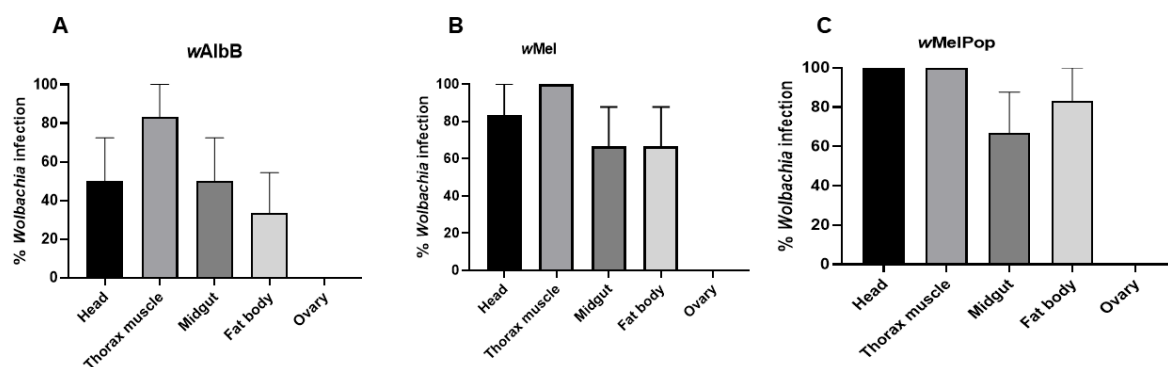 A
wAlbB
% Wolbachia infection
100
80
60
40
20
0
Head
Thorax muscle
Midgut
Fat body
Ovary
B
wMel
% Wolbachia infection
100
80
60
40
20
0
Head
Thorax muscle
Midgut
Fat body
Ovary
C
wMelPop
% Wolbachia infection
100
80
60
40
20
0
Head
Thorax muscle
Midgut
Fat body
Ovary